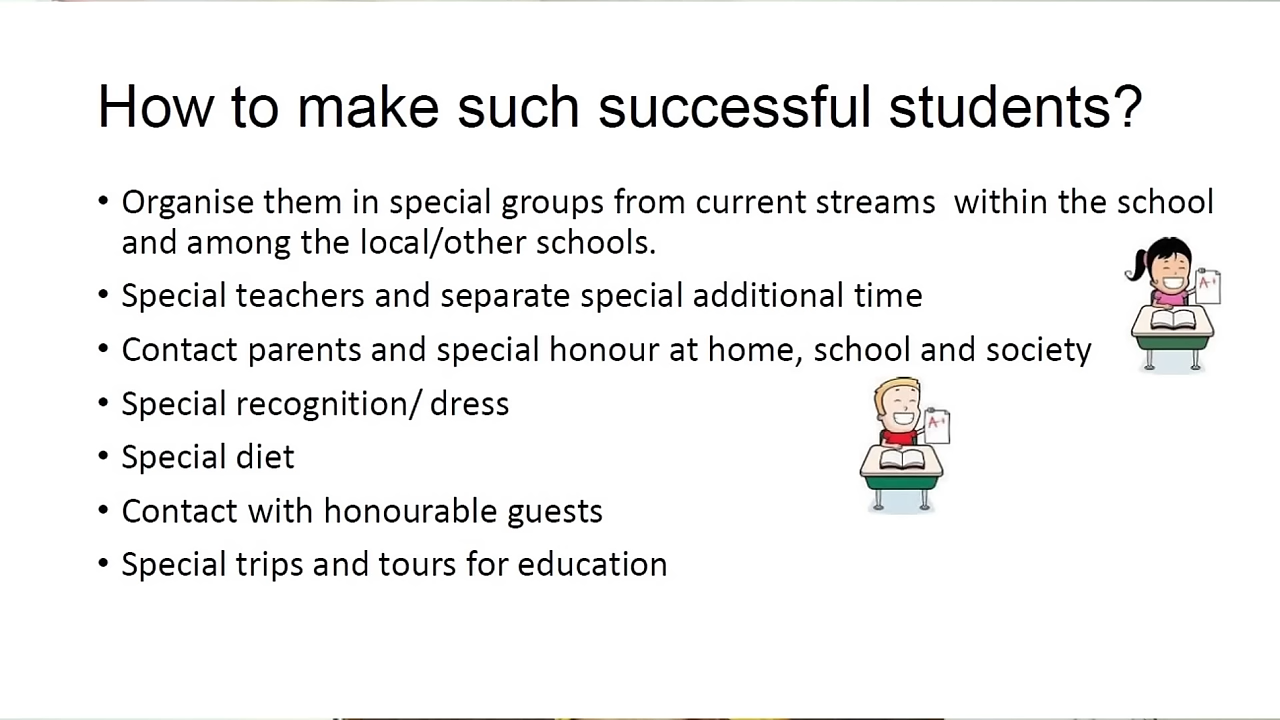 How to make such successful students?
• Organise them in special groups from current streams  within the school
and among the local/other schools.
• Special teachers and separate special additional time
• Contact parents and special honour at home, school and society
• Special recognition/ dress
• Special diet
• Contact with honourable guests
• Special trips and tours for education
A+
A+